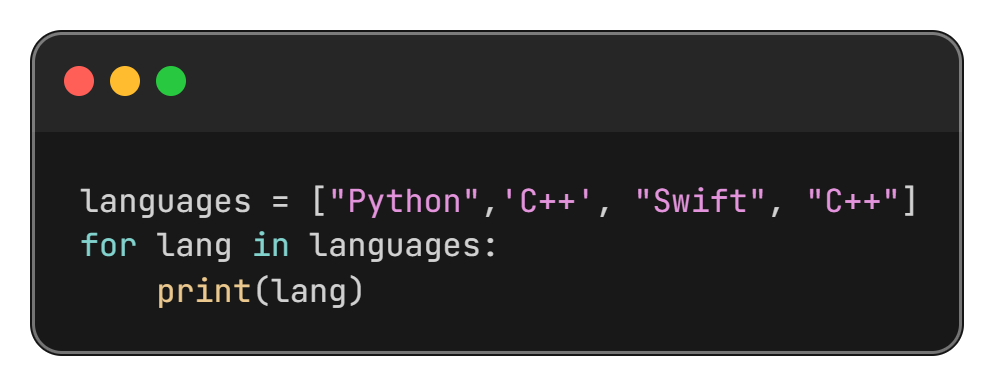 languages = ["Python",'C++', "Swift", "C++"]
for lang in languages:
    print(lang)